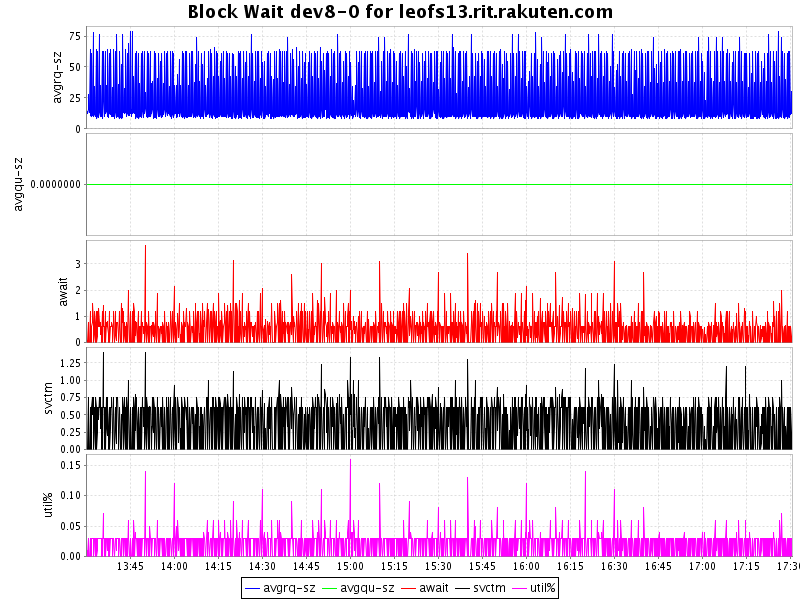 Block Wait dev8-0 for leofs13.rit.rakuten.com
avgrq-sz
75
50
25
0
avgqu-sz
0.0000000
await
3
2
1
0
svctm
1.25
1.00
0.75
0.50
0.25
0.00
util%
0.15
0.10
0.05
0.00
13:45 14:00 14:15 14:30 14:45 15:00 15:15 15:30 15:45 16:00 16:15 16:30 16:45 17:00 17:15 17:30
avgrq-sz avgqu-sz await svctm util%